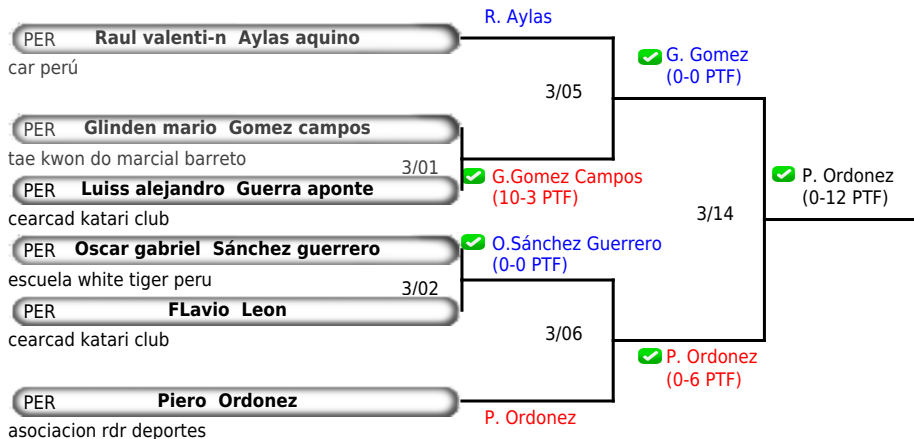 R. Aylas
PER Raul valenti-n Aylas aquino
car perú
G. Gomez
(0-0 PTF)
3/05
PER Glinden mario Gomez campos
tae kwon do marcial barreto
3/01
G.Gomez Campos
(10-3 PTF)
PER Luiss alejandro Guerra aponte
cearcad katari club
P. Ordonez
(0-12 PTF)
3/14
PER Oscar gabriel Sánchez guerrero
escuela white tiger peru
O.Sánchez Guerrero
(0-0 PTF)
3/02
PER FLavio Leon
cearcad katari club
3/06
P. Ordonez
(0-6 PTF)
PER Piero Ordonez
asociacion rdr deportes
P. Ordonez